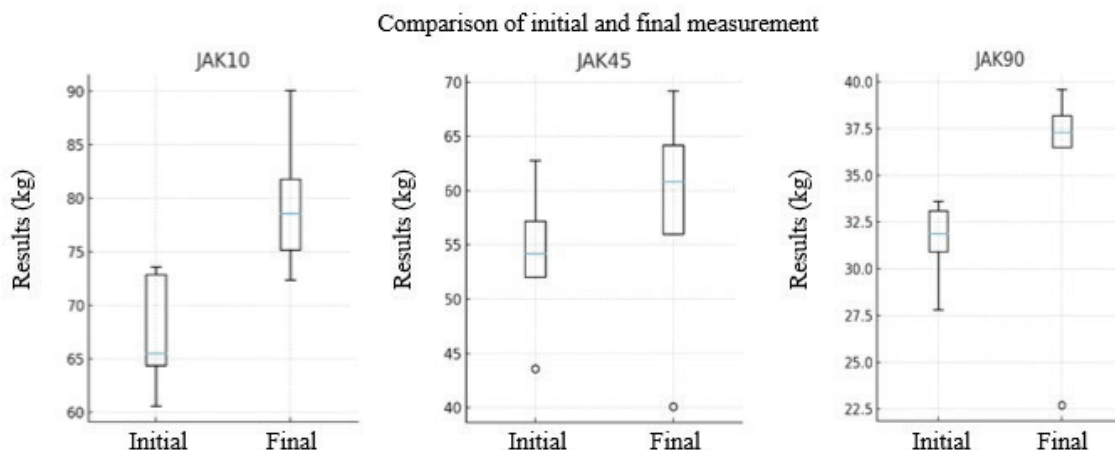 Comparison of initial and final measurement
JAK10
JAK45
JAK90
Results (kg)
90
85
80
75
70
65
60
Initial Final
Results (kg)
70
65
60
55
50
45
40
Initial Final
Results (kg)
40.0
37.5
35.0
32.5
30.0
27.5
25.0
22.5
Initial Final